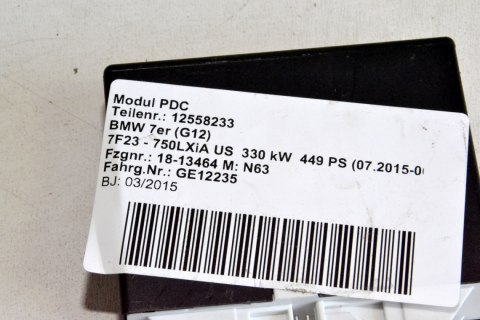 Modul PDC
Teilenr.: 12558233
BMW 7er (G12)
7F23 - 750LXiA US 330 kW 449 PS (07.2015-0
Fzgnr.: 18-13464 M: N63
Fahrg.Nr.: GE12235
BJ: 03/2015